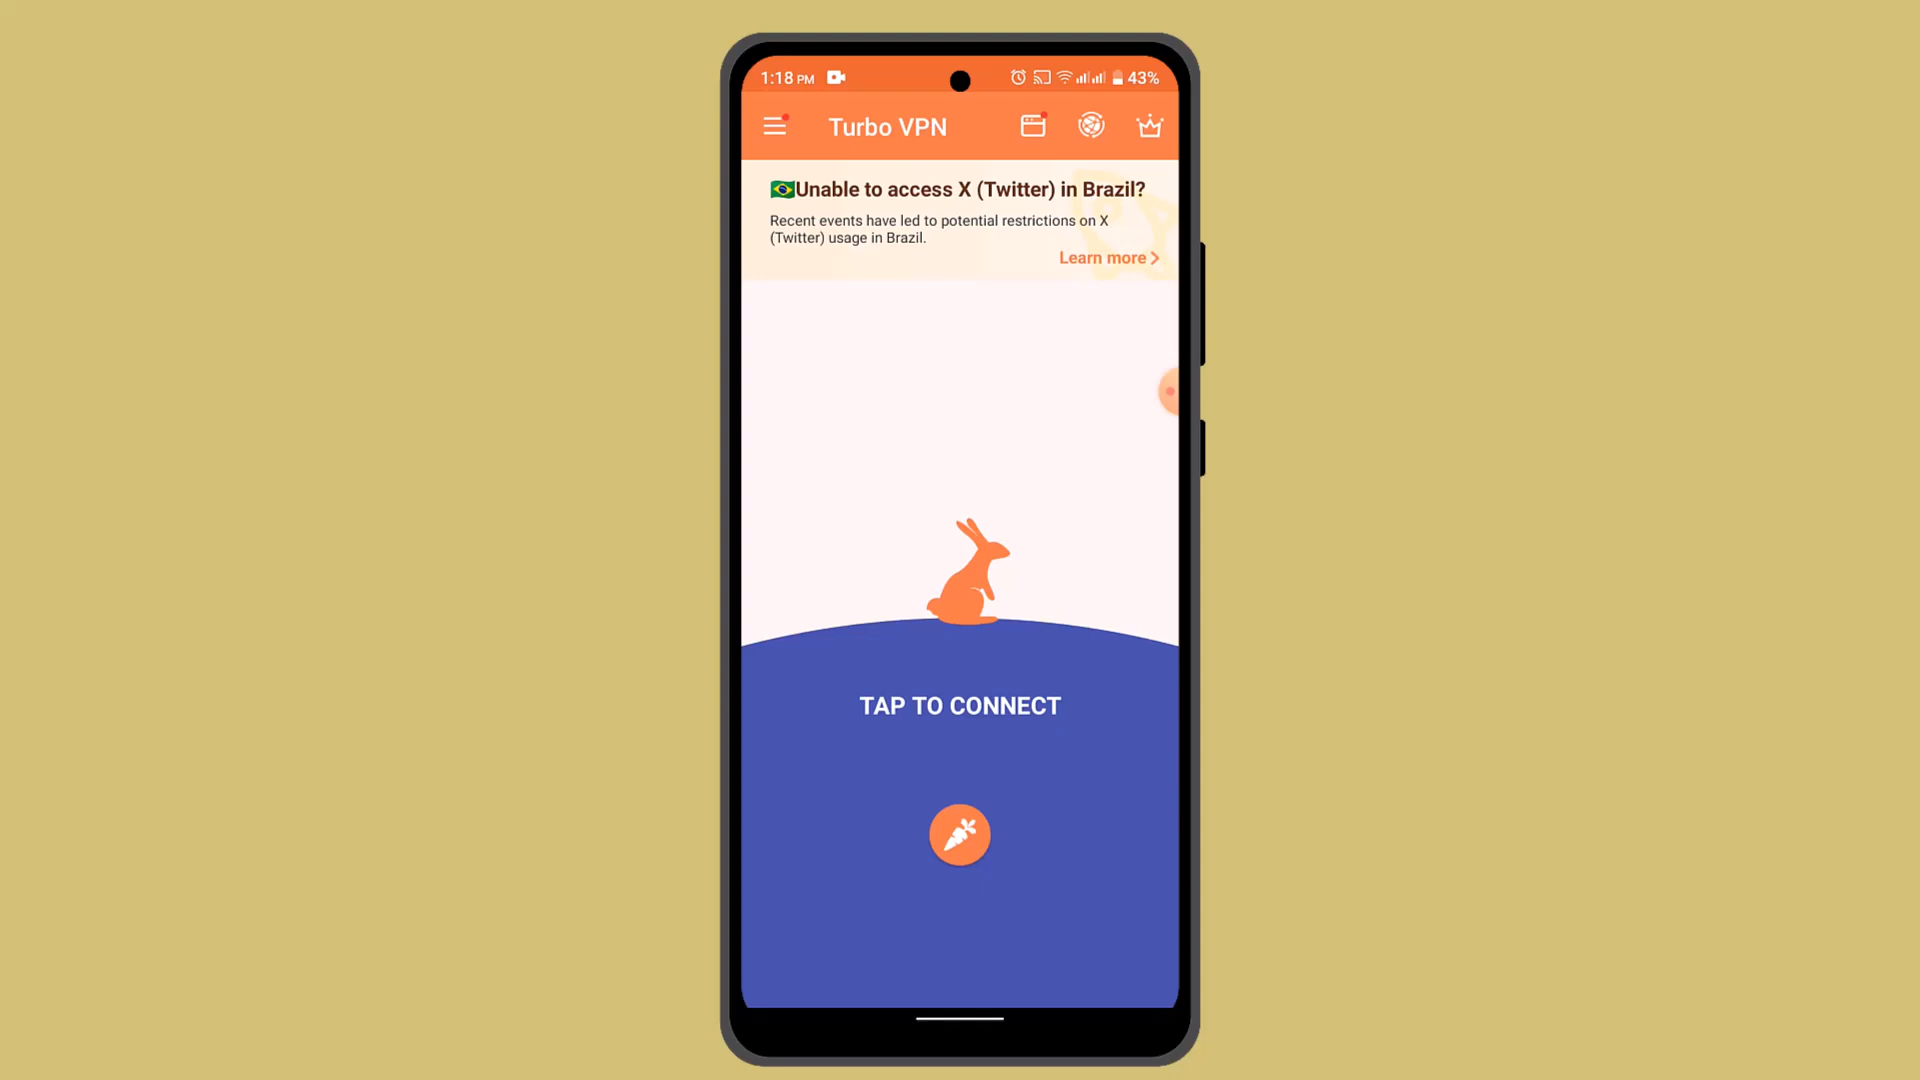 1:18 PM 43%
Turbo VPN
🇧🇷Unable to access X (Twitter) in Brazil?
Recent events have led to potential restrictions on X
(Twitter) usage in Brazil.
Learn more
TAP TO CONNECT